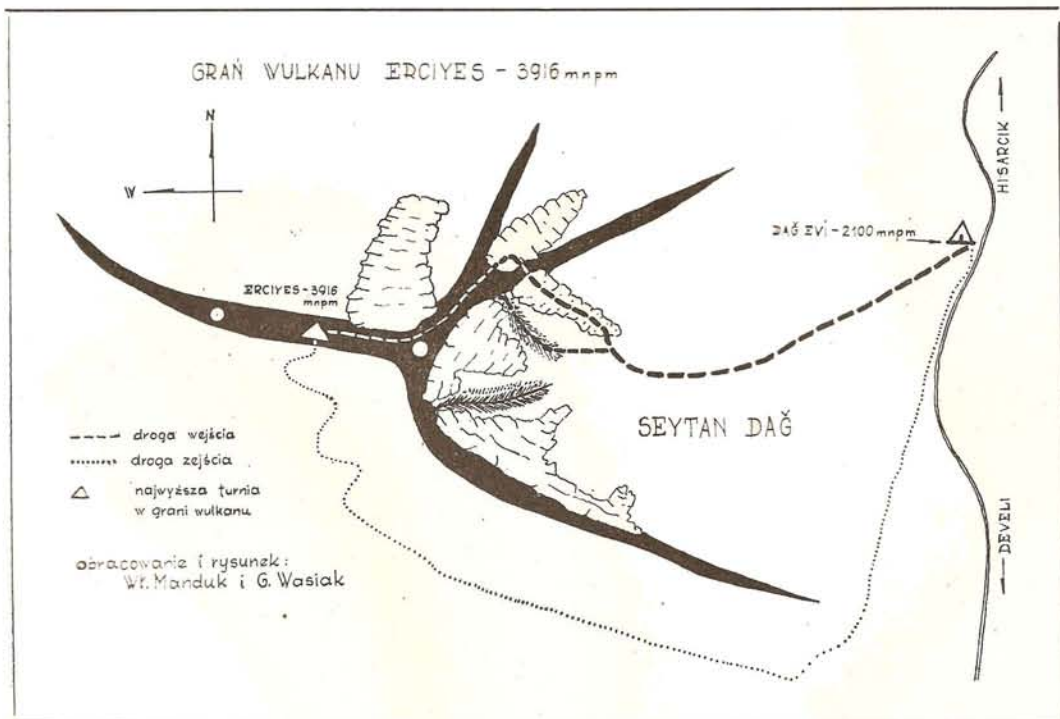 GRAŃ WULKANU ERCIYES - 3916 mnpm
N
W
HISARCIK
DAĞ EVİ - 2100 mnpm
ERCIYES - 3916
mnpm
SEYTAN DAĞ
droga wejścia
droga zejścia
najwyższa turnia
w grani wulkanu
DEVELI
opracowanie i rysunek:
Wł. Manduk i G. Wasiak